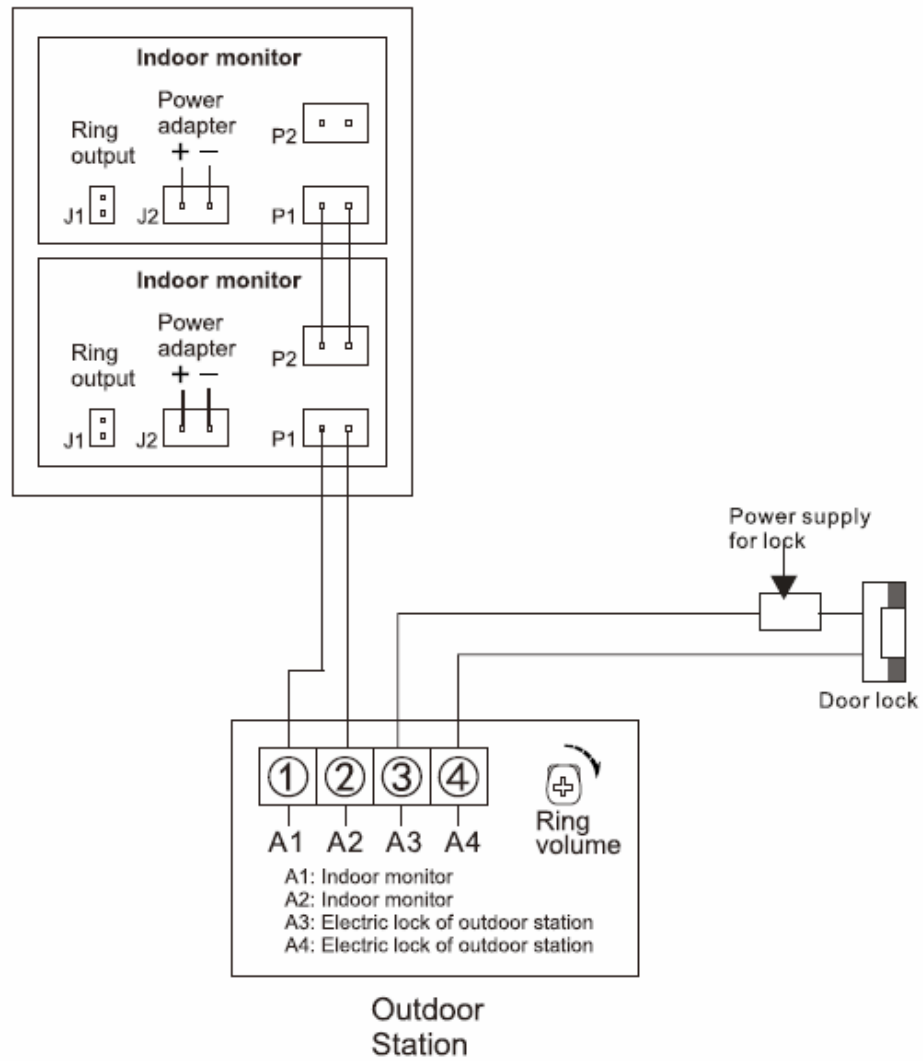 Indoor monitor
Power
adapter
Ring
output
+ −
P2
J1
J2
P1
Indoor monitor
Power
adapter
Ring
output
+ −
P2
J1
J2
P1
Power supply
for lock
Door lock
① ② ③ ④
A1 A2 A3 A4
Ring
volume
A1: Indoor monitor
A2: Indoor monitor
A3: Electric lock of outdoor station
A4: Electric lock of outdoor station
Outdoor
Station